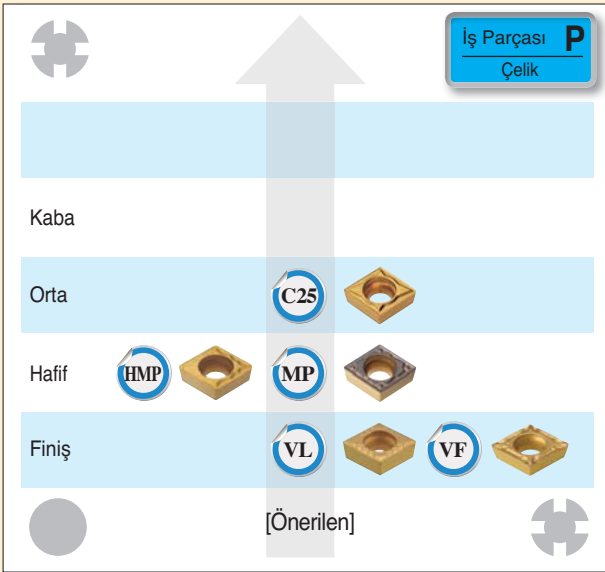 İş Parçası P
Çelik
Kaba
Orta C25
Hafif HMP MP
Finiş VL VF
[Önerilen]